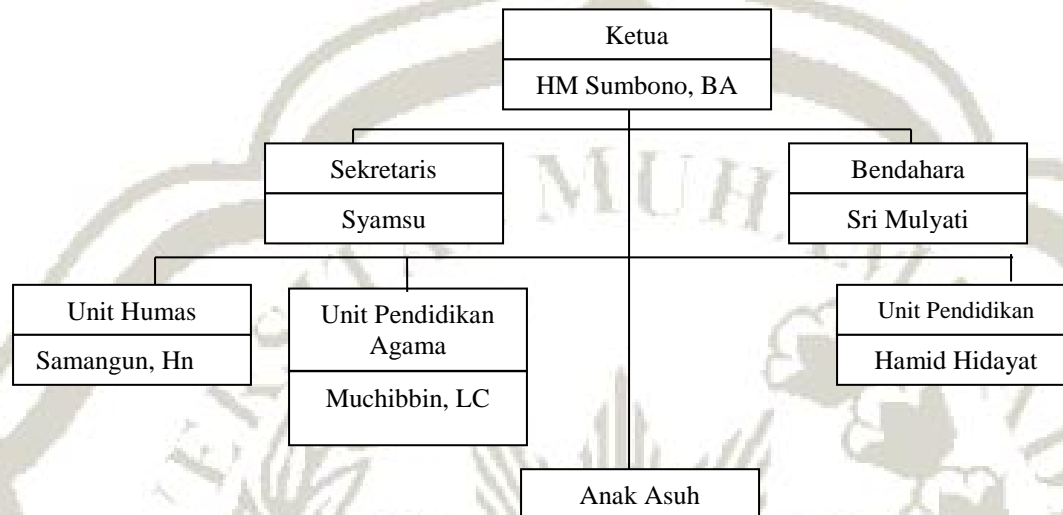 Ketua
HM Sumbono, BA
Sekretaris
Syamsu
Bendahara
Sri Mulyati
Unit Humas
Samangun, Hn
Unit Pendidikan
Agama
Muchibbin, LC
Unit Pendidikan
Hamid Hidayat
Anak Asuh